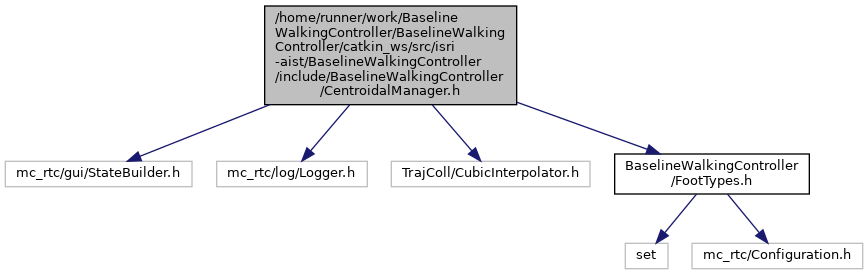 /home/runner/work/Baseline
WalkingController/BaselineWalking
Controller/catkin_ws/src/isri
-aist/BaselineWalkingController
/include/BaselineWalkingController
/CentroidalManager.h
mc_rtc/gui/StateBuilder.h
mc_rtc/log/Logger.h
TrajColl/CubicInterpolator.h
BaselineWalkingController
/FootTypes.h
set
mc_rtc/Configuration.h